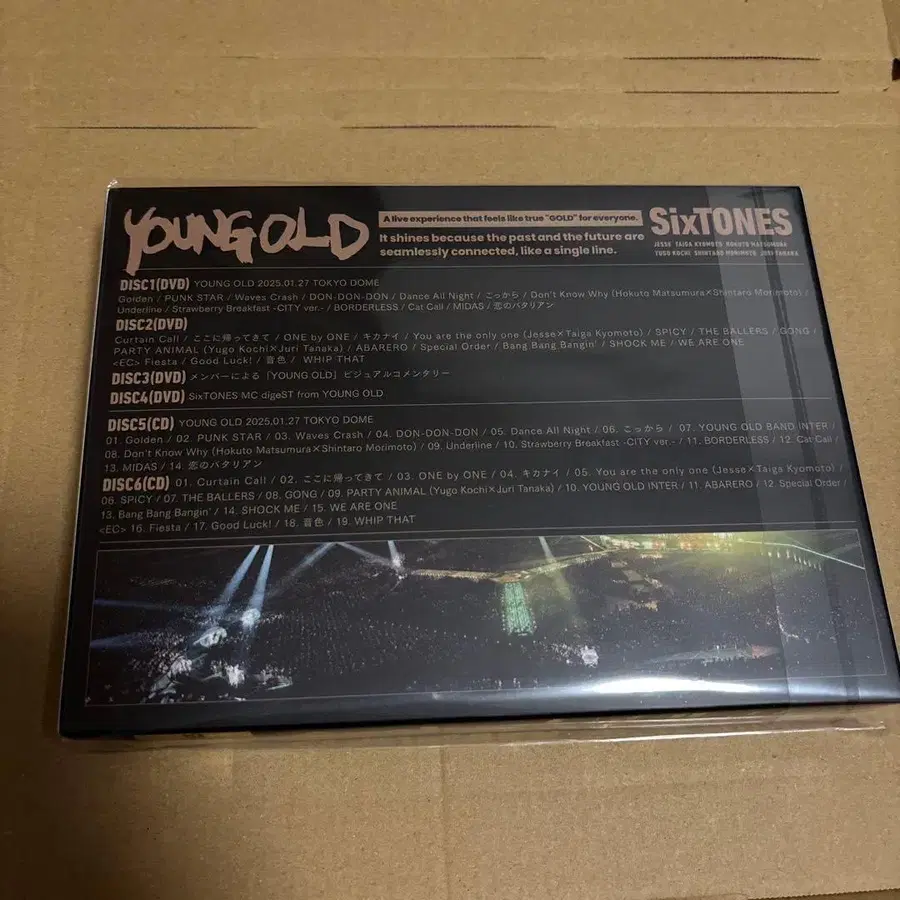 YOUNG OLD
A live experience that feels like true "GOLD" for everyone.
It shines because the past and the future are
seamlessly connected, like a single line.
SixTONES
JESSE TAIGA KYOMOTO HOKUTO MATSUMURA
YUGO KOCHI SHINTARO MORIMOTO JURI TANAKA
DISC1(DVD) YOUNG OLD 2025.01.27 TOKYO DOME
Golden / PUNK STAR / Waves Crash / DON-DON-DON / Dance All Night / こっから / Don't Know Why (Hokuto Matsumura×Shintaro Morimoto) /
Underline / Strawberry Breakfast -CITY ver.- / BORDERLESS / Cat Call / MIDAS / 恋のバタリアン
DISC2(DVD)
Curtain Call / ここに帰ってきて / ONE by ONE / キカナイ / You are the only one (Jesse×Taiga Kyomoto) / SPICY / THE BALLERS / GONG /
PARTY ANIMAL (Yugo Kochi×Juri Tanaka) / ABARERO / Special Order / Bang Bang Bangin' / SHOCK ME / WE ARE ONE
<EC> Fiesta / Good Luck! / 音色 / WHIP THAT
DISC3(DVD) メンバーによる「YOUNG OLD」ビジュアルコメンタリー
DISC4(DVD) SixTONES MC digeST from YOUNG OLD
DISC5(CD) YOUNG OLD 2025.01.27 TOKYO DOME
01. Golden / 02. PUNK STAR / 03. Waves Crash / 04. DON-DON-DON / 05. Dance All Night / 06. こっから / 07. YOUNG OLD BAND INTER /
08. Don't Know Why (Hokuto Matsumura×Shintaro Morimoto) / 09. Underline / 10. Strawberry Breakfast -CITY ver.- / 11. BORDERLESS / 12. Cat Call /
13. MIDAS / 14. 恋のバタリアン
DISC6(CD) 01. Curtain Call / 02. ここに帰ってきて / 03. ONE by ONE / 04. キカナイ / 05. You are the only one (Jesse×Taiga Kyomoto) /
06. SPICY / 07. THE BALLERS / 08. GONG / 09. PARTY ANIMAL (Yugo Kochi×Juri Tanaka) / 10. YOUNG OLD INTER / 11. ABARERO / 12. Special Order /
13. Bang Bang Bangin' / 14. SHOCK ME / 15. WE ARE ONE
<EC> 16. Fiesta / 17. Good Luck! / 18. 音色 / 19. WHIP THAT